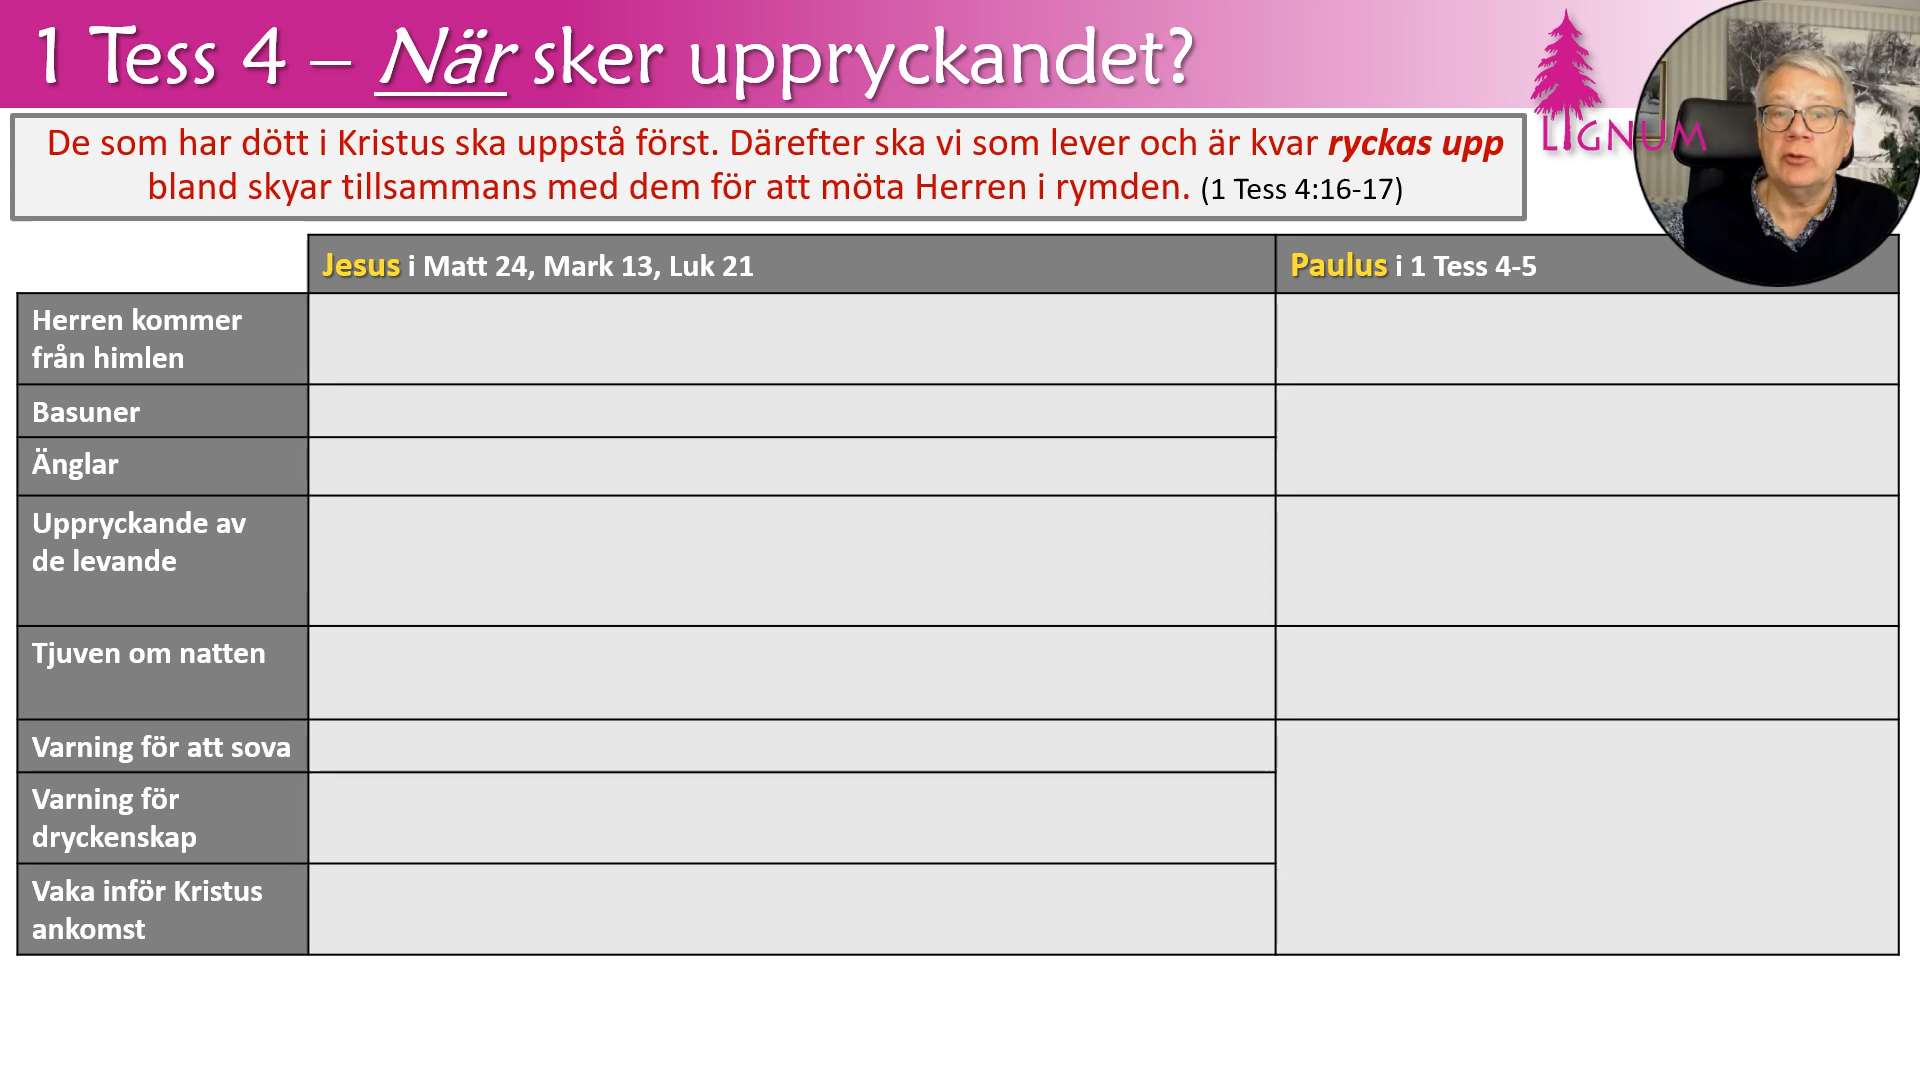 1 Tess 4 – När sker uppryckandet?
LIGNUM
De som har dött i Kristus ska uppstå först. Därefter ska vi som lever och är kvar ryckas upp
bland skyar tillsammans med dem för att möta Herren i rymden. (1 Tess 4:16-17)
Jesus i Matt 24, Mark 13, Luk 21
Paulus i 1 Tess 4-5
Herren kommer
från himlen
Basuner
Änglar
Uppryckande av
de levande
Tjuven om natten
Varning för att sova
Varning för
dryckenskap
Vaka inför Kristus
ankomst